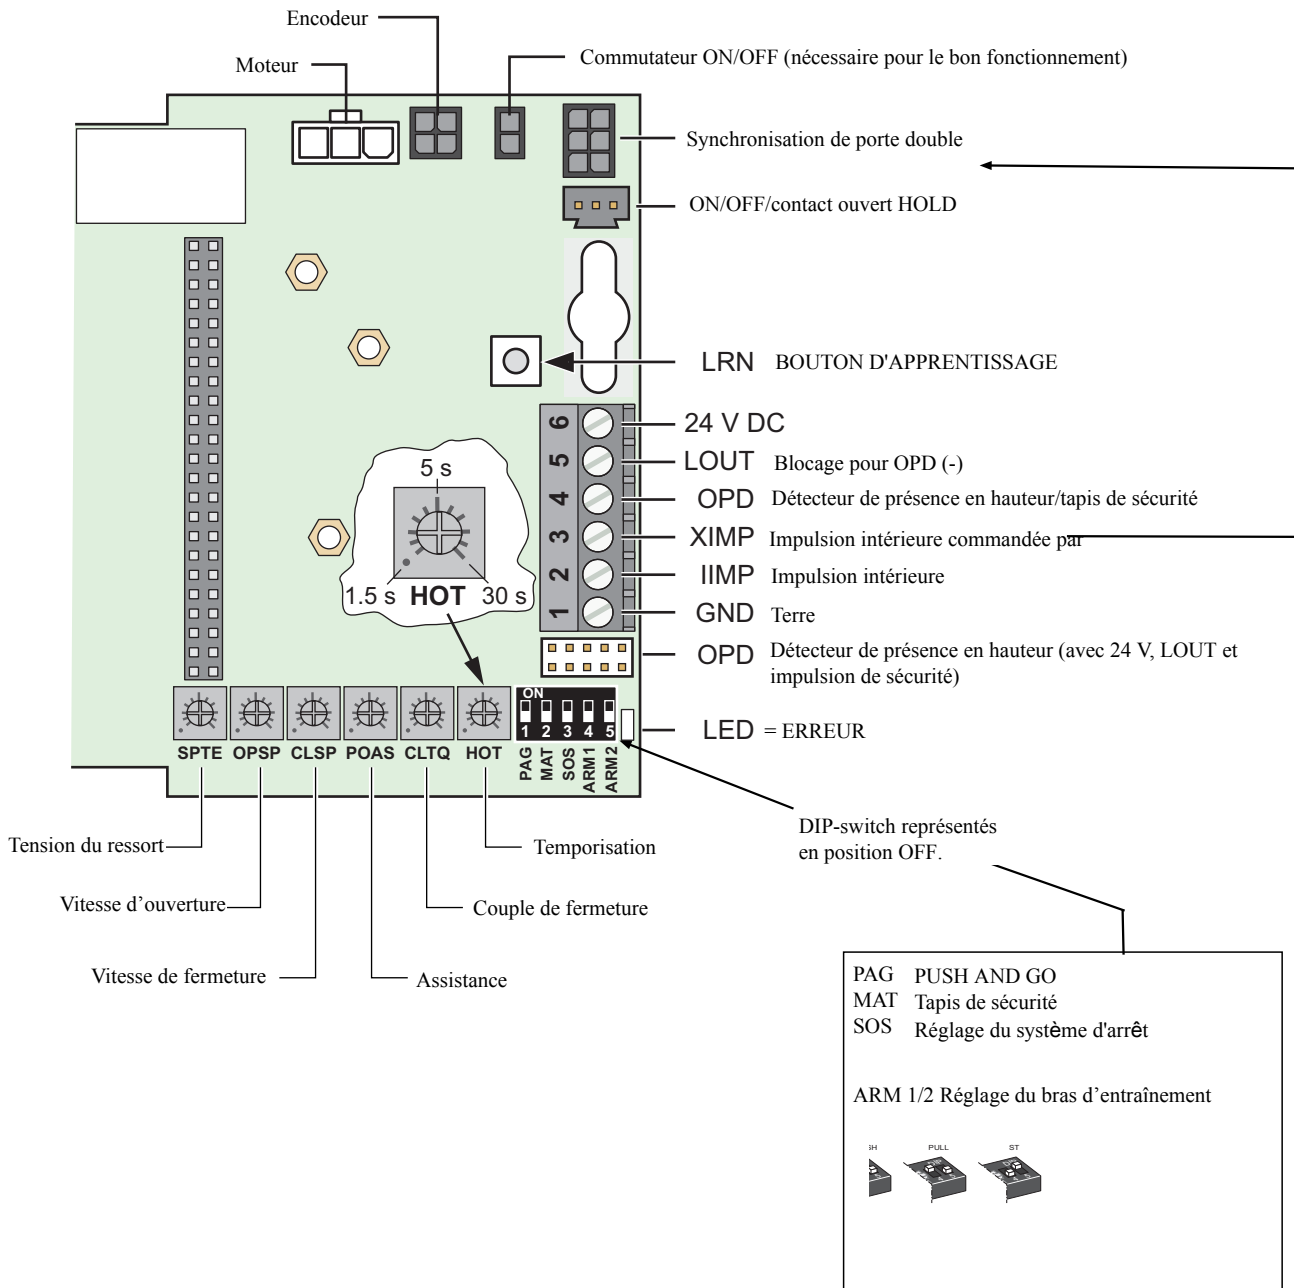 Encodeur
Moteur
Commutateur ON/OFF (nécessaire pour le bon fonctionnement)
Synchronisation de porte double
ON/OFF/contact ouvert HOLD
LRN BOUTON D'APPRENTISSAGE
6 24 V DC
5 LOUT Blocage pour OPD (-)
4 OPD Détecteur de présence en hauteur/tapis de sécurité
3 XIMP Impulsion intérieure commandée par
2 IIMP Impulsion intérieure
1 GND Terre
5 s
1.5 s HOT 30 s
OPD Détecteur de présence en hauteur (avec 24 V, LOUT et
impulsion de sécurité)
ON
1 2 3 4 5
LED = ERREUR
SPTE OPSP CLSP POAS CLTQ HOT
PAG
MAT
SOS
ARM1
ARM2
DIP-switch représentés
en position OFF.
Tension du ressort
Temporisation
Vitesse d’ouverture
Couple de fermeture
Vitesse de fermeture
Assistance
PAG PUSH AND GO
MAT Tapis de sécurité
SOS Réglage du système d'arrêt
ARM 1/2 Réglage du bras d’entraînement
PULL ST